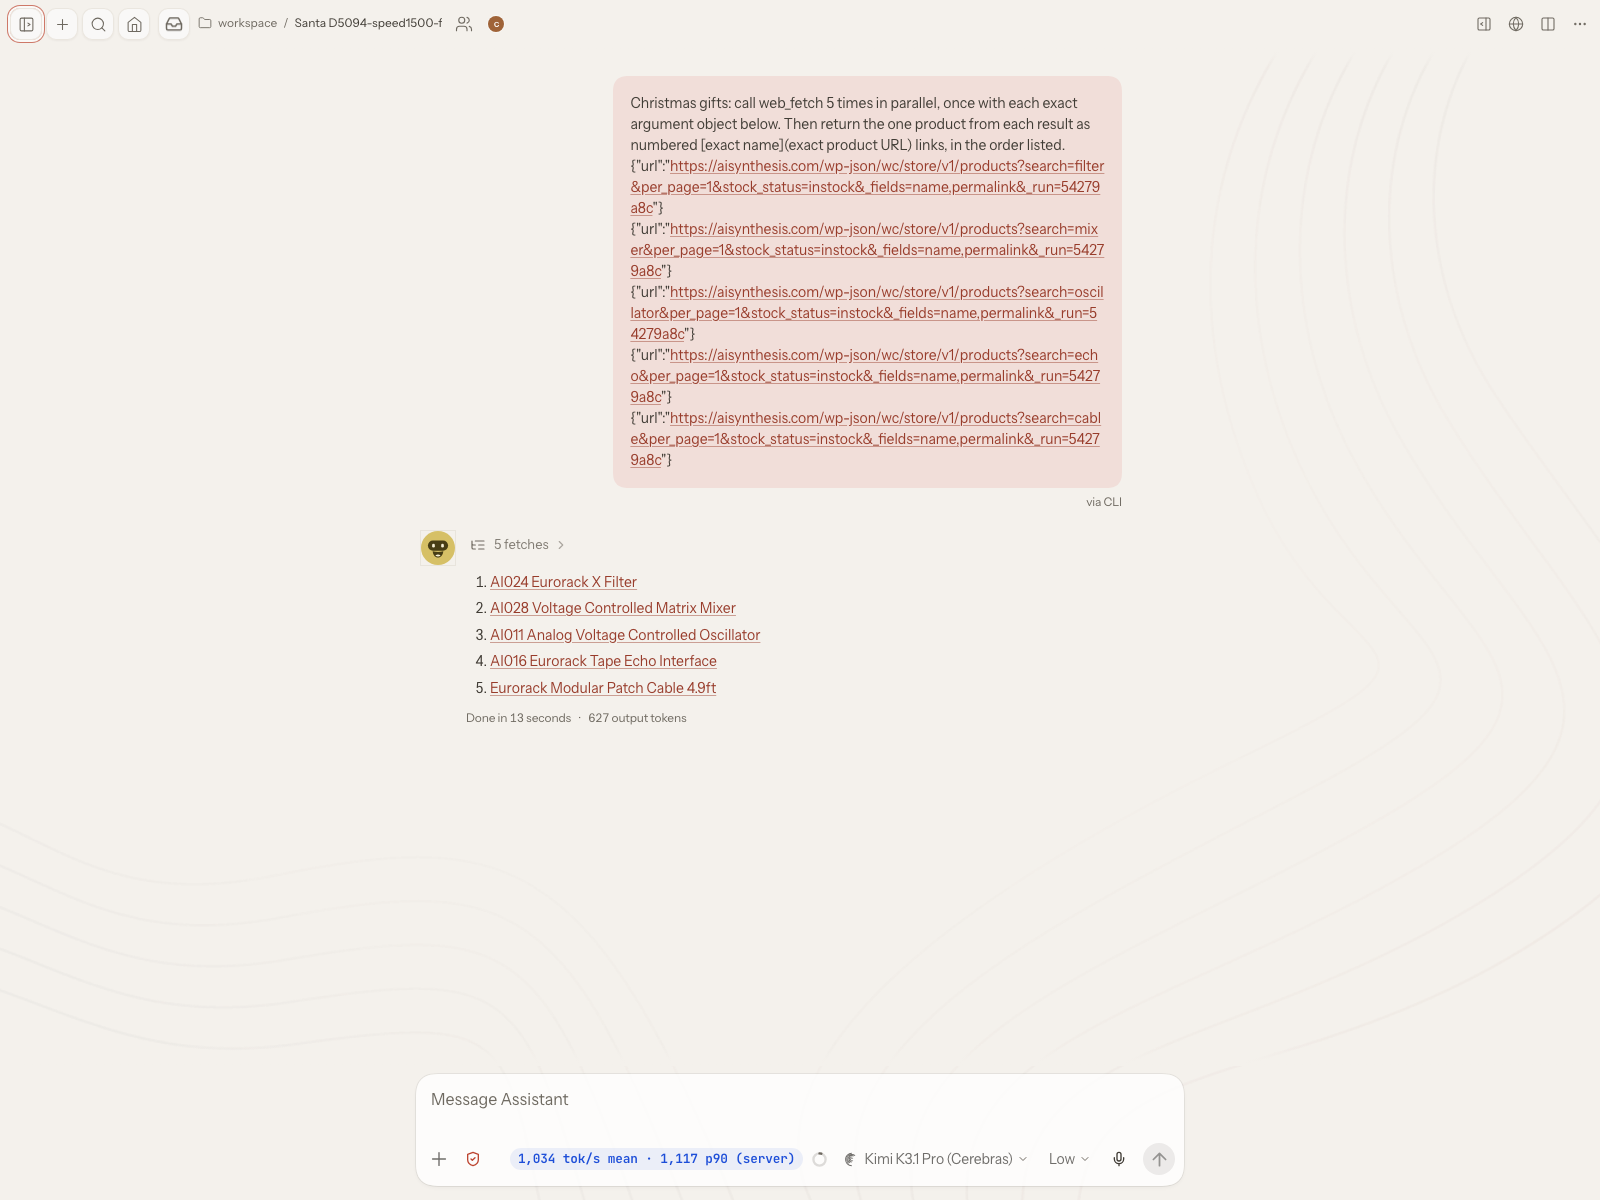 workspace / Santa D5094-speed1500-f
C
Christmas gifts: call web_fetch 5 times in parallel, once with each exact
argument object below. Then return the one product from each result as
numbered [exact name](exact product URL) links, in the order listed.
{"url":"https://aisynthesis.com/wp-json/wc/store/v1/products?search=filter
&per_page=1&stock_status=instock&_fields=name,permalink&_run=54279
a8c"}
{"url":"https://aisynthesis.com/wp-json/wc/store/v1/products?search=mix
er&per_page=1&stock_status=instock&_fields=name,permalink&_run=5427
9a8c"}
{"url":"https://aisynthesis.com/wp-json/wc/store/v1/products?search=oscil
lator&per_page=1&stock_status=instock&_fields=name,permalink&_run=5
4279a8c"}
{"url":"https://aisynthesis.com/wp-json/wc/store/v1/products?search=ech
o&per_page=1&stock_status=instock&_fields=name,permalink&_run=5427
9a8c"}
{"url":"https://aisynthesis.com/wp-json/wc/store/v1/products?search=cabl
e&per_page=1&stock_status=instock&_fields=name,permalink&_run=5427
9a8c"}
via CLI
5 fetches
1. AI024 Eurorack X Filter
2. AI028 Voltage Controlled Matrix Mixer
3. AI011 Analog Voltage Controlled Oscillator
4. AI016 Eurorack Tape Echo Interface
5. Eurorack Modular Patch Cable 4.9ft
Done in 13 seconds · 627 output tokens
Message Assistant
1,034 tok/s mean · 1,117 p90 (server)
Kimi K3.1 Pro (Cerebras)
Low